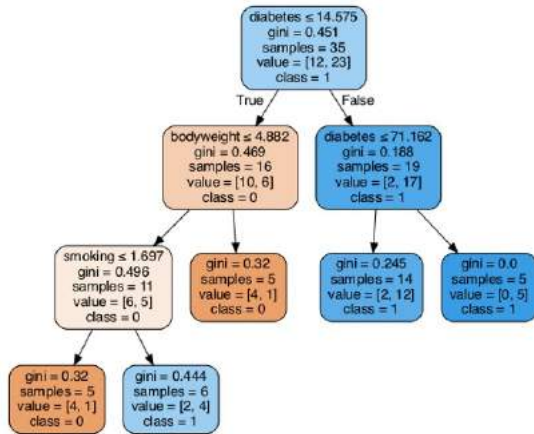 diabetes ≤ 14.575
gini = 0.451
samples = 35
value = [12, 23]
class = 1
True
False
bodyweight ≤ 4.882
gini = 0.469
samples = 16
value = [10, 6]
class = 0
diabetes ≤ 71.162
gini = 0.188
samples = 19
value = [2, 17]
class = 1
smoking ≤ 1.697
gini = 0.496
samples = 11
value = [6, 5]
class = 0
gini = 0.32
samples = 5
value = [4, 1]
class = 0
gini = 0.245
samples = 14
value = [2, 12]
class = 1
gini = 0.0
samples = 5
value = [0, 5]
class = 1
gini = 0.32
samples = 5
value = [4, 1]
class = 0
gini = 0.444
samples = 6
value = [2, 4]
class = 1